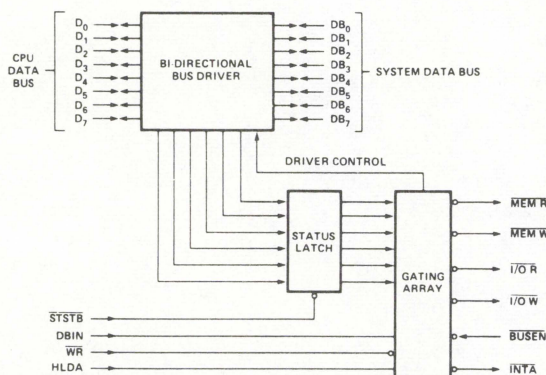 CPU
DATA
BUS
D0
D1
D2
D3
D4
D5
D6
D7
BI-DIRECTIONAL
BUS DRIVER
DB0
DB1
DB2
DB3
DB4
DB5
DB6
DB7
SYSTEM DATA BUS
DRIVER CONTROL
STATUS
LATCH
GATING
ARRAY
MEM R
MEM W
I/O R
I/O W
BUSEN
INTA
STSTB
DBIN
WR
HLDA